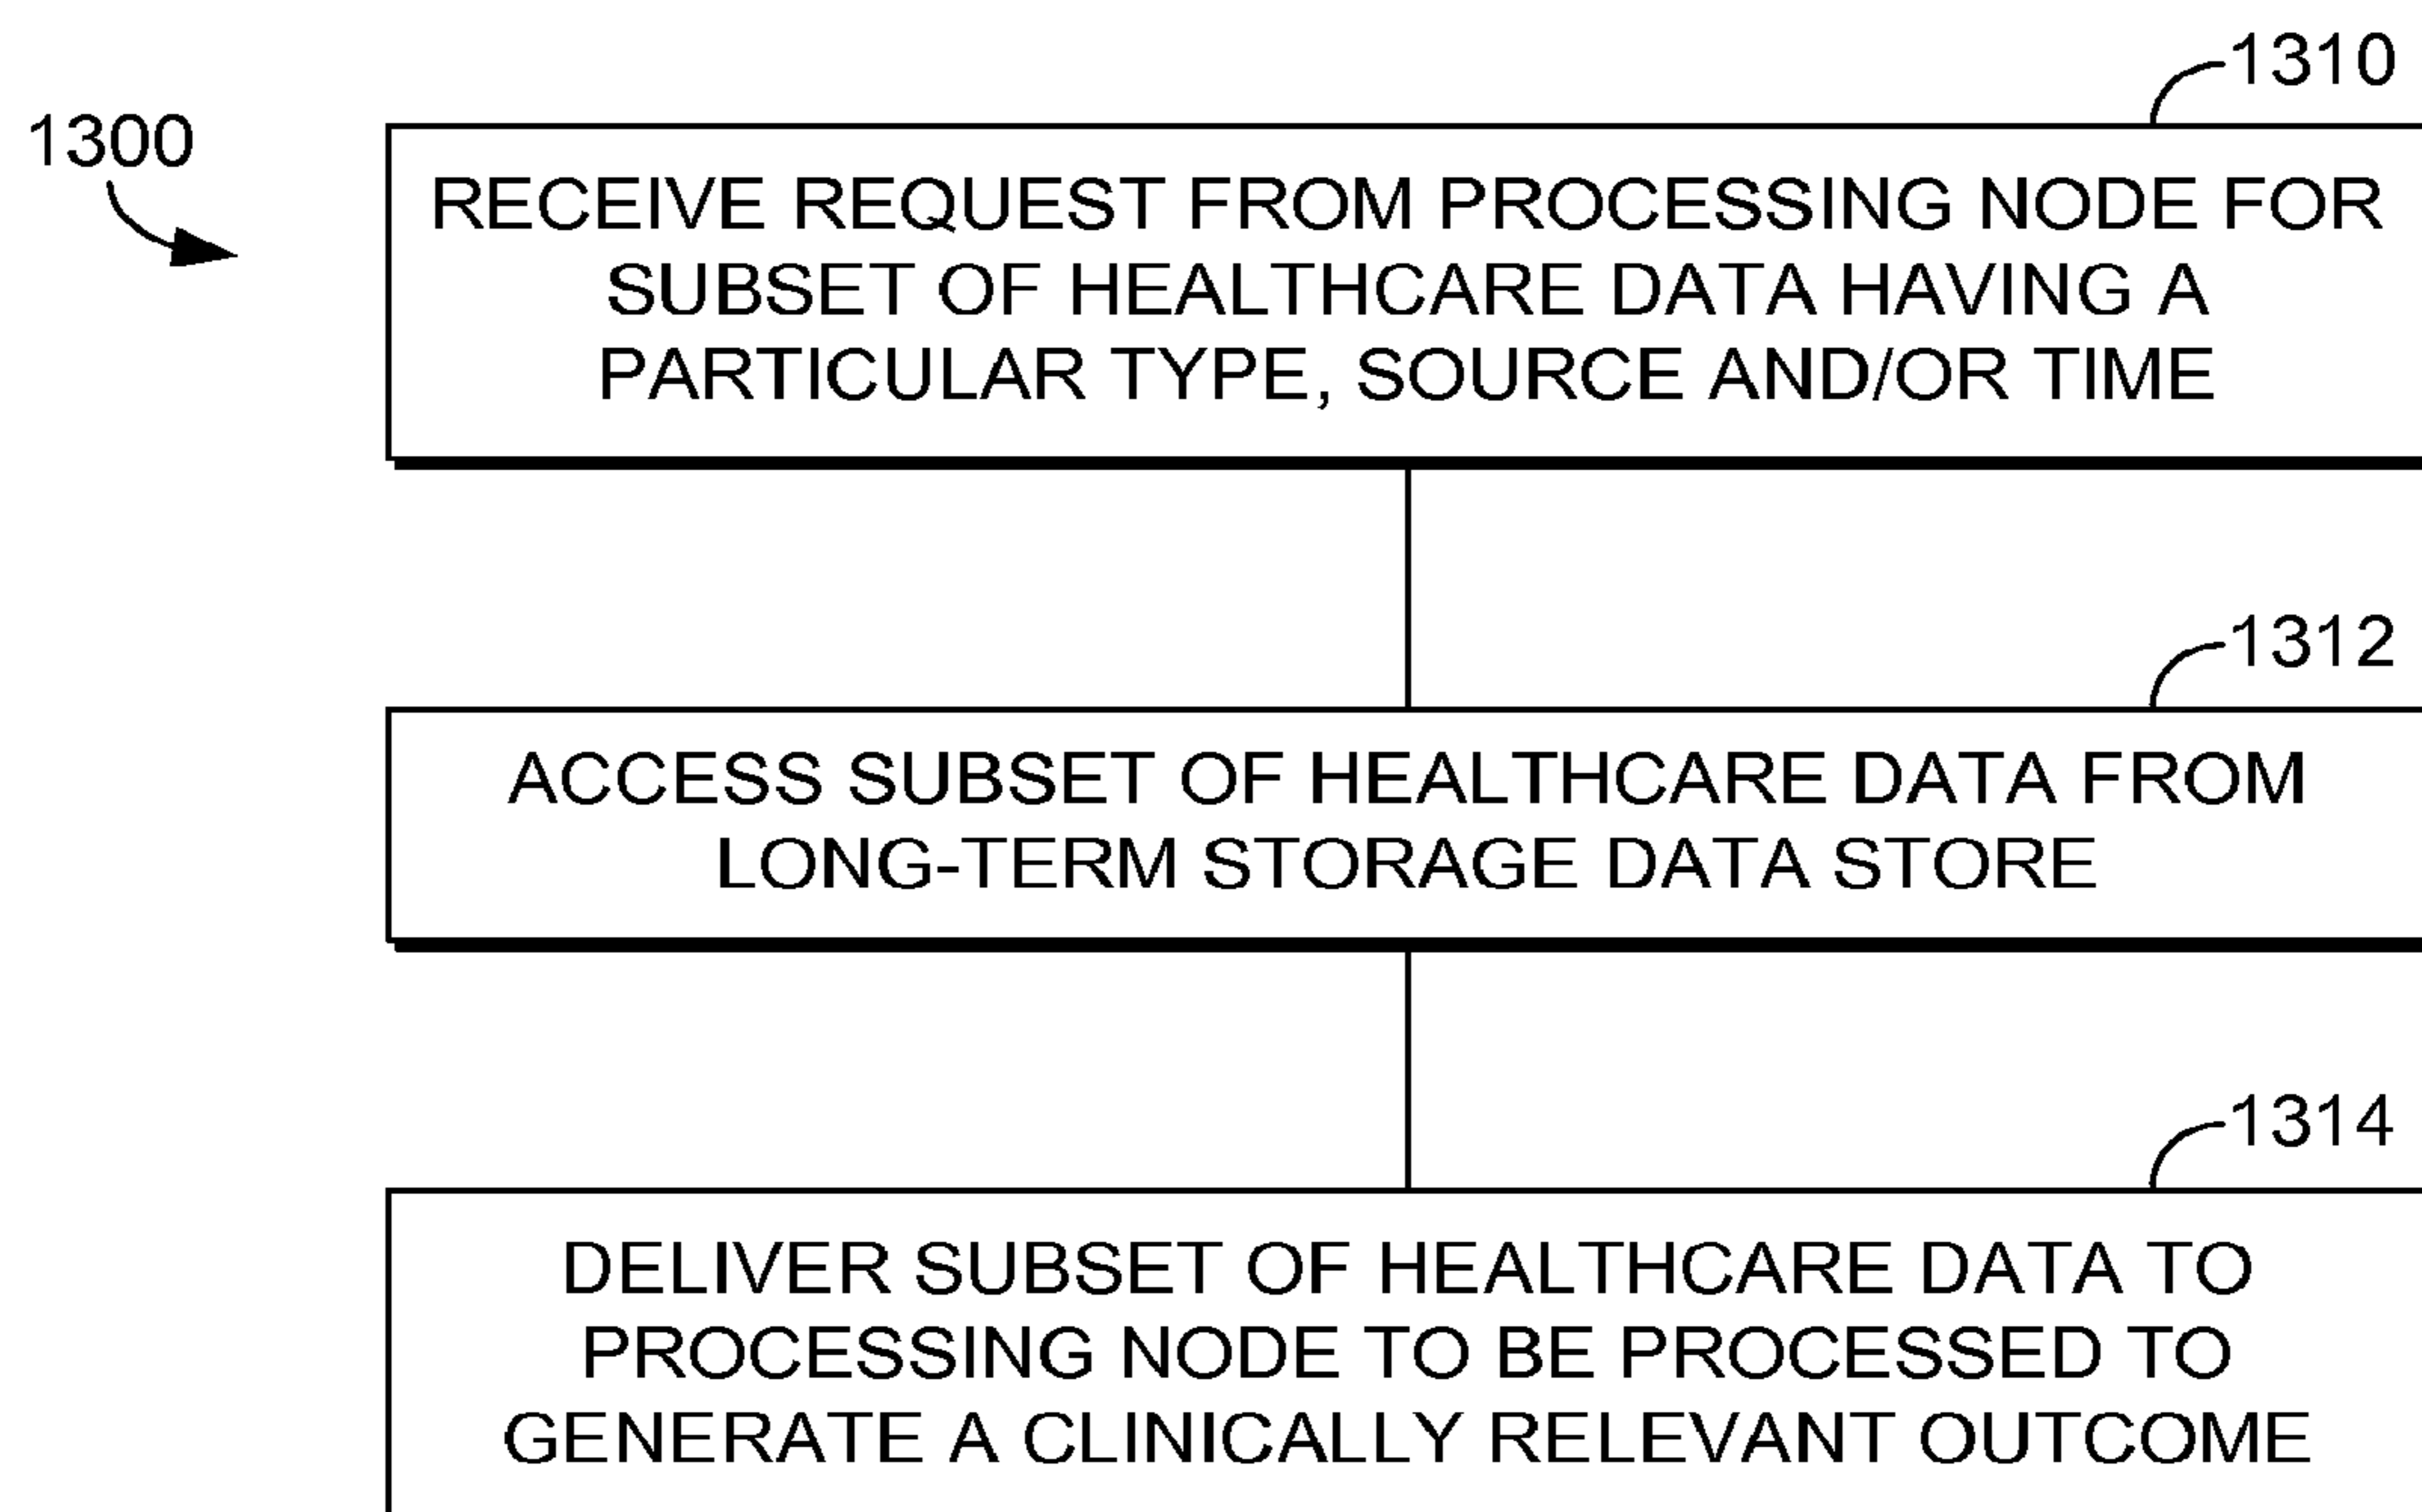 1300
1310
RECEIVE REQUEST FROM PROCESSING NODE FOR
SUBSET OF HEALTHCARE DATA HAVING A
PARTICULAR TYPE, SOURCE AND/OR TIME
1312
ACCESS SUBSET OF HEALTHCARE DATA FROM
LONG-TERM STORAGE DATA STORE
1314
DELIVER SUBSET OF HEALTHCARE DATA TO
PROCESSING NODE TO BE PROCESSED TO
GENERATE A CLINICALLY RELEVANT OUTCOME